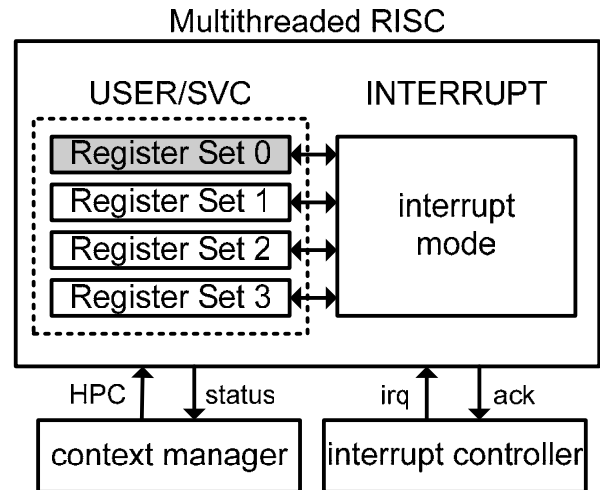 Multithreaded RISC
USER/SVC
INTERRUPT
Register Set 0
Register Set 1
Register Set 2
Register Set 3
interrupt
mode
HPC
status
irq
ack
context manager
interrupt controller